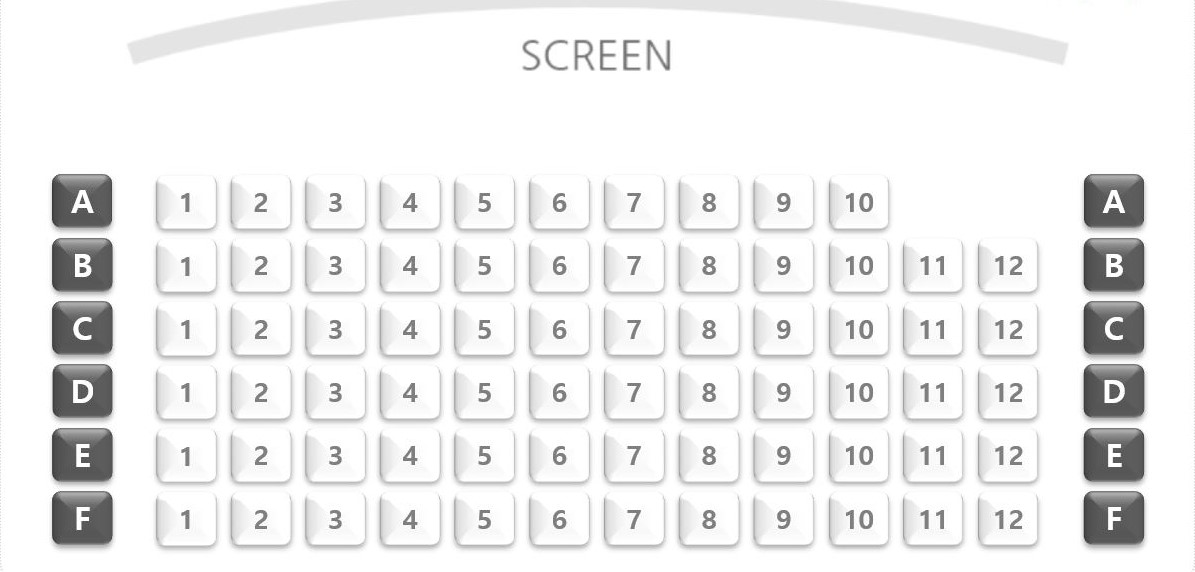 SCREEN
A 1 2 3 4 5 6 7 8 9 10 A
B 1 2 3 4 5 6 7 8 9 10 11 12 B
C 1 2 3 4 5 6 7 8 9 10 11 12 C
D 1 2 3 4 5 6 7 8 9 10 11 12 D
E 1 2 3 4 5 6 7 8 9 10 11 12 E
F 1 2 3 4 5 6 7 8 9 10 11 12 F